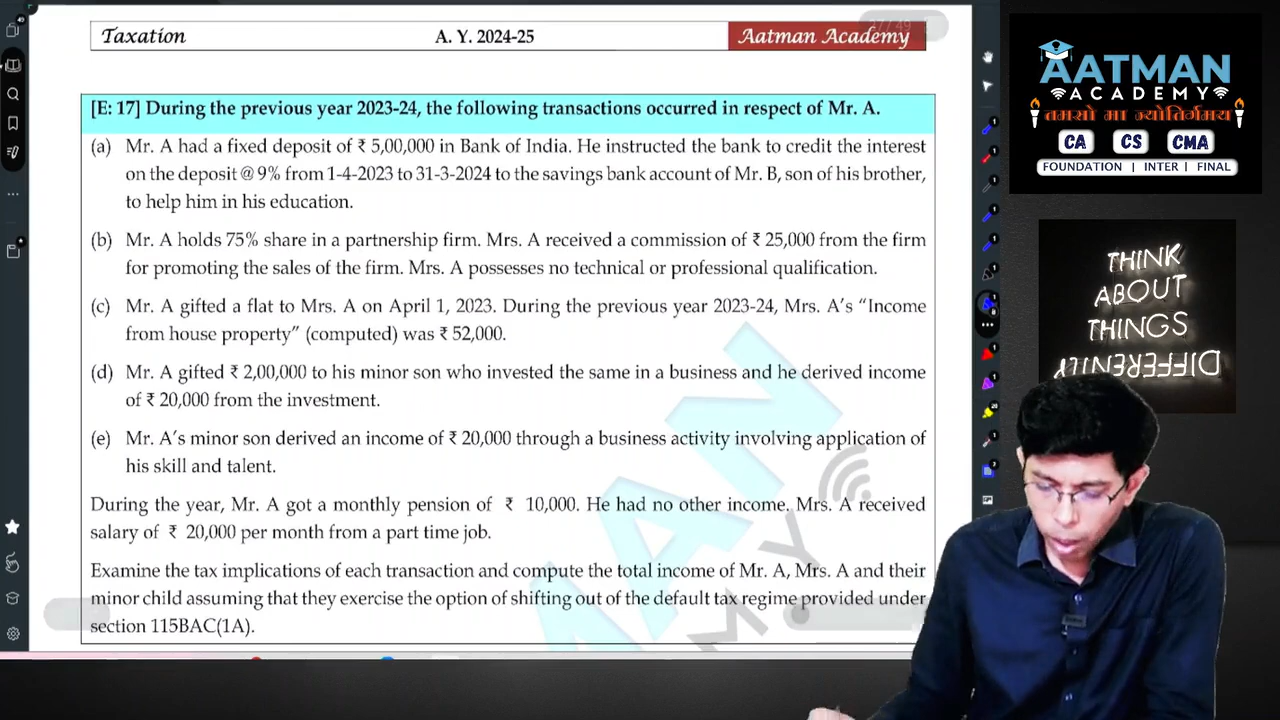 Taxation A. Y. 2024-25 Aatman Academy
[E: 17] During the previous year 2023-24, the following transactions occurred in respect of Mr. A.
(a) Mr. A had a fixed deposit of ₹ 5,00,000 in Bank of India. He instructed the bank to credit the interest
on the deposit @ 9% from 1-4-2023 to 31-3-2024 to the savings bank account of Mr. B, son of his brother,
to help him in his education.
(b) Mr. A holds 75% share in a partnership firm. Mrs. A received a commission of ₹ 25,000 from the firm
for promoting the sales of the firm. Mrs. A possesses no technical or professional qualification.
(c) Mr. A gifted a flat to Mrs. A on April 1, 2023. During the previous year 2023-24, Mrs. A's “Income
from house property” (computed) was ₹ 52,000.
(d) Mr. A gifted ₹ 2,00,000 to his minor son who invested the same in a business and he derived income
of ₹ 20,000 from the investment.
(e) Mr. A's minor son derived an income of ₹ 20,000 through a business activity involving application of
his skill and talent.
During the year, Mr. A got a monthly pension of ₹ 10,000. He had no other income. Mrs. A received
salary of ₹ 20,000 per month from a part time job.
Examine the tax implications of each transaction and compute the total income of Mr. A, Mrs. A and their
minor child assuming that they exercise the option of shifting out of the default tax regime provided under
section 115BAC(1A).
AATMAN
ACADEMY
तमसो मा ज्योतिर्गमय
CA CS CMA
FOUNDATION | INTER | FINAL
THINK
ABOUT
THINGS
DIFFERENTLY